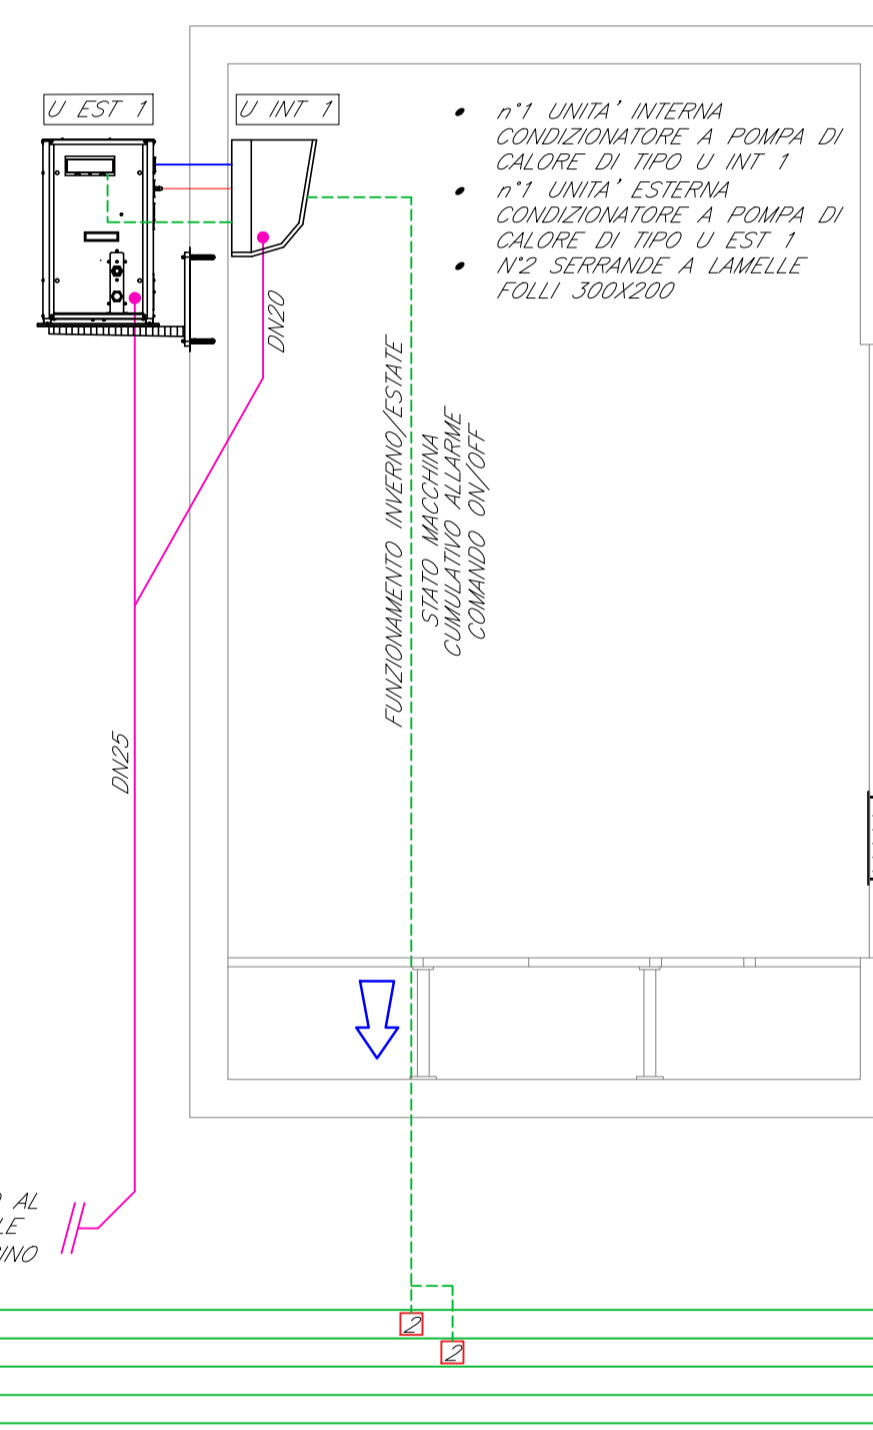 U EST 1
U INT 1
• n°1 UNITA' INTERNA
CONDIZIONATORE A POMPA DI
CALORE DI TIPO U INT 1
• n°1 UNITA' ESTERNA
CONDIZIONATORE A POMPA DI
CALORE DI TIPO U EST 1
• N°2 SERRANDE A LAMELLE
FOLLI 300X200
DN20
FUNZIONAMENTO INVERNO/ESTATE
STATO MACCHINA
CUMULATIVO ALLARME
COMANDO ON/OFF
DN25
AL
2
2